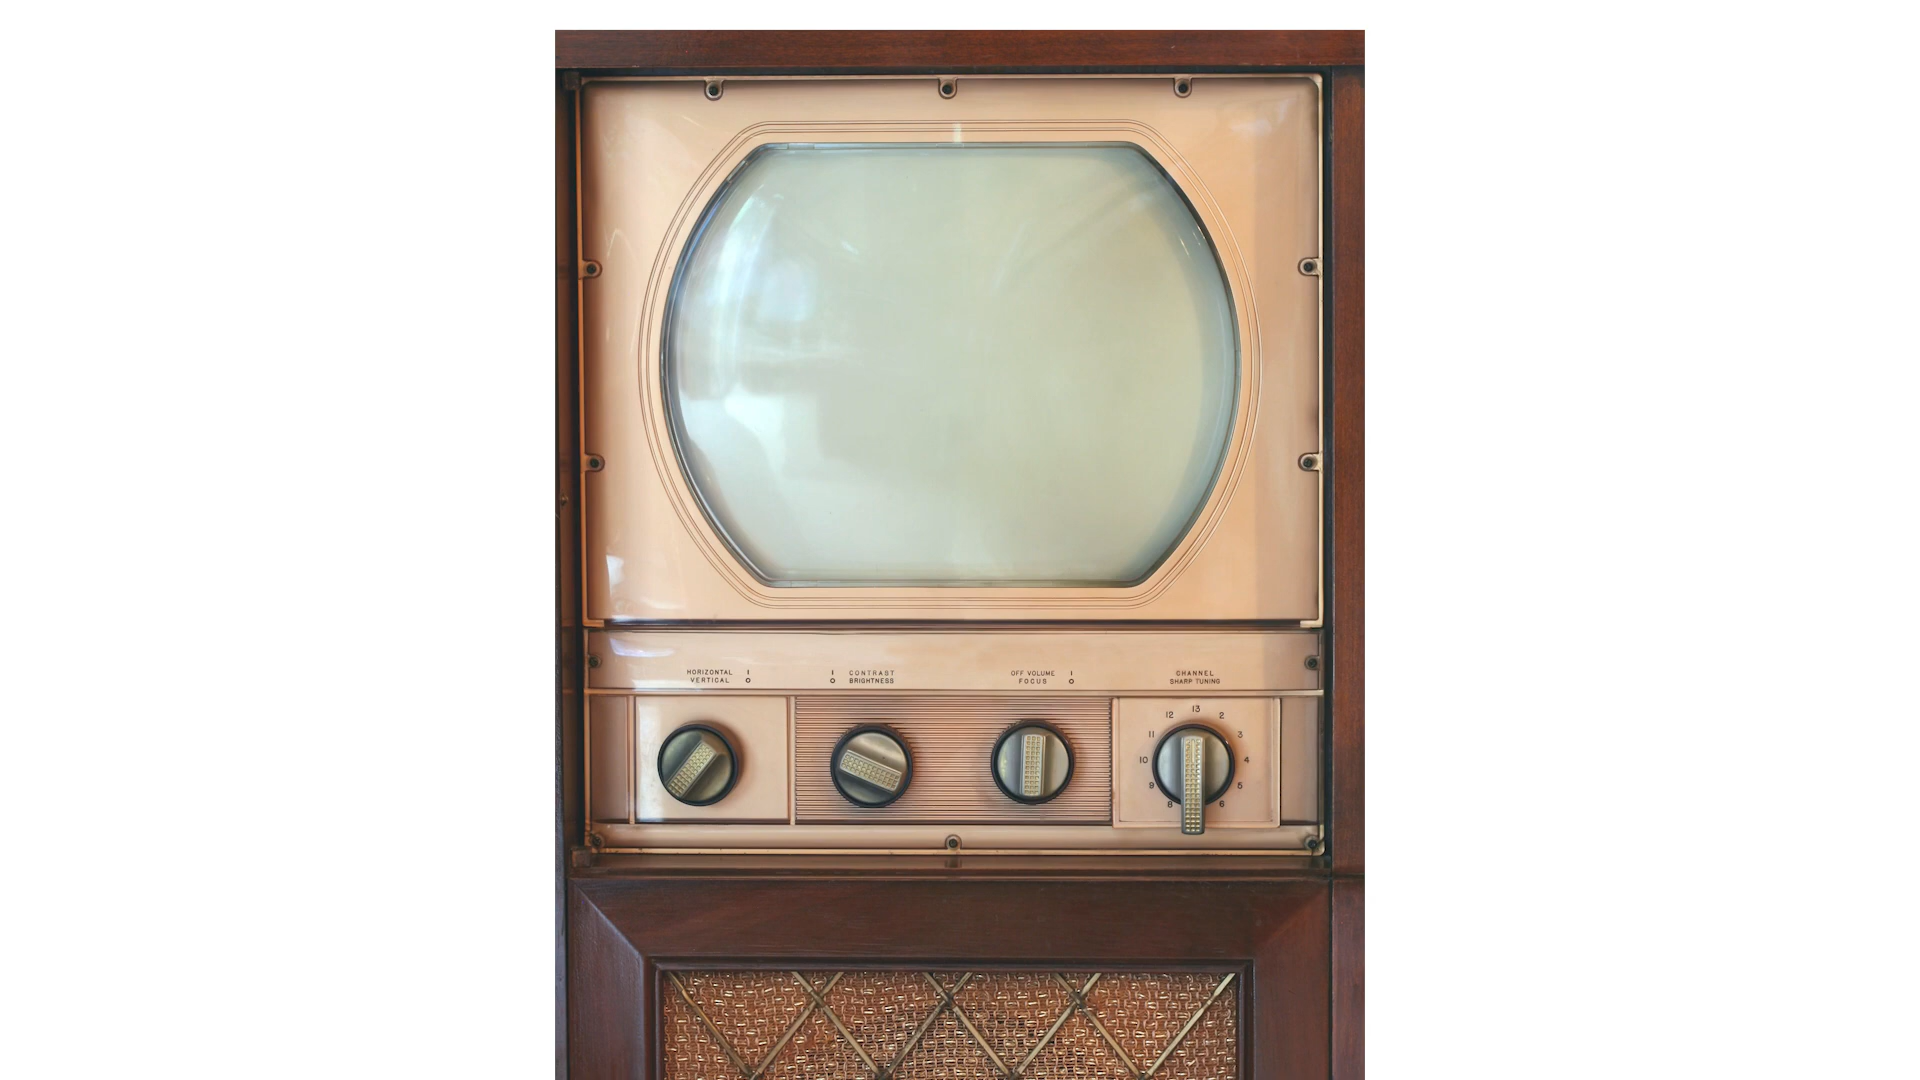 HORIZONTAL I
VERTICAL O
I CONTRAST
O BRIGHTNESS
OFF VOLUME I
FOCUS O
CHANNEL
SHARP TUNING
13
12 2
11 3
10 4
9 5
8 6